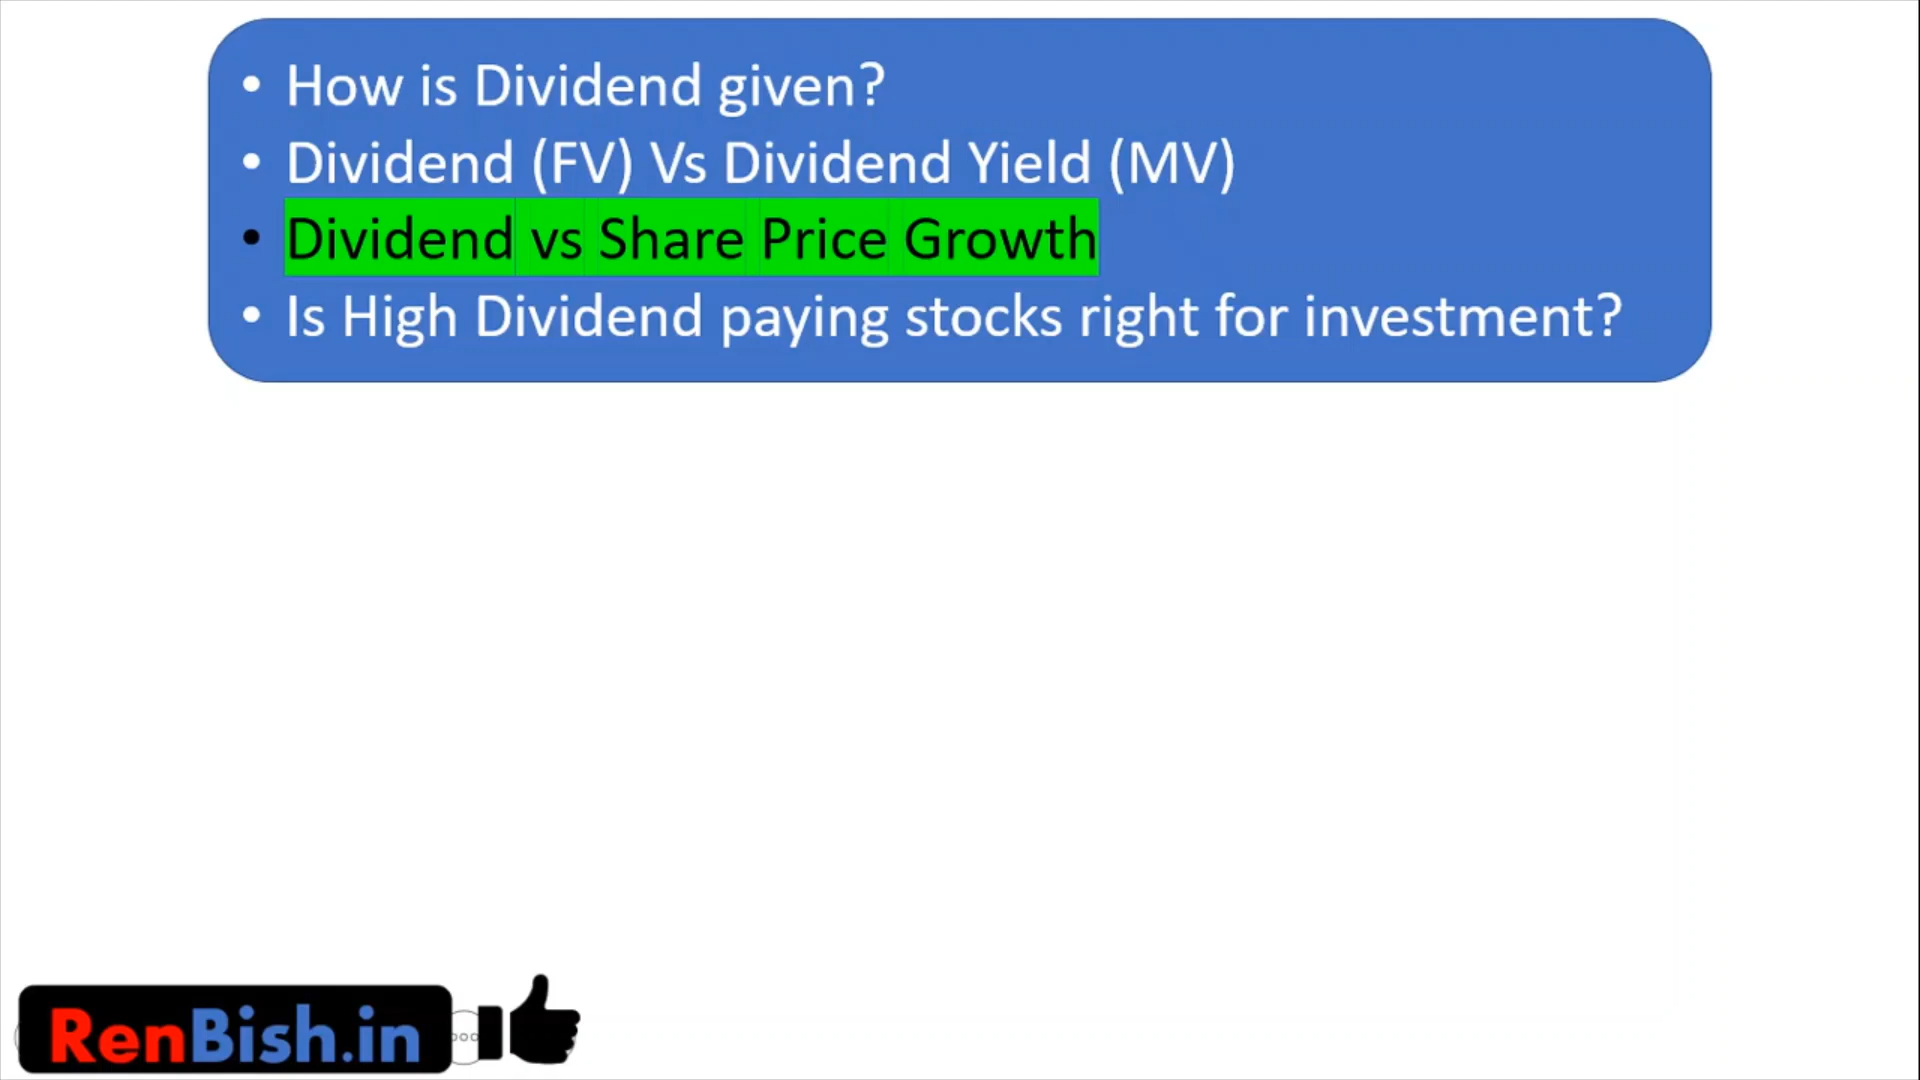 • How is Dividend given?
• Dividend (FV) Vs Dividend Yield (MV)
• Dividend vs Share Price Growth
• Is High Dividend paying stocks right for investment?
RenBish.in